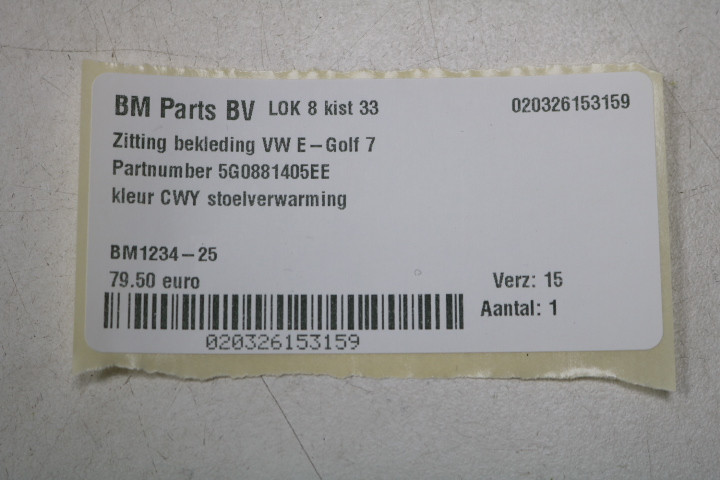 BM Parts BV LOK 8 kist 33 020326153159
Zitting bekleding VW E-Golf 7
Partnumber 5G0881405EE
kleur CWY stoelverwarming
BM1234-25
79.50 euro Verz: 15
Aantal: 1
020326153159